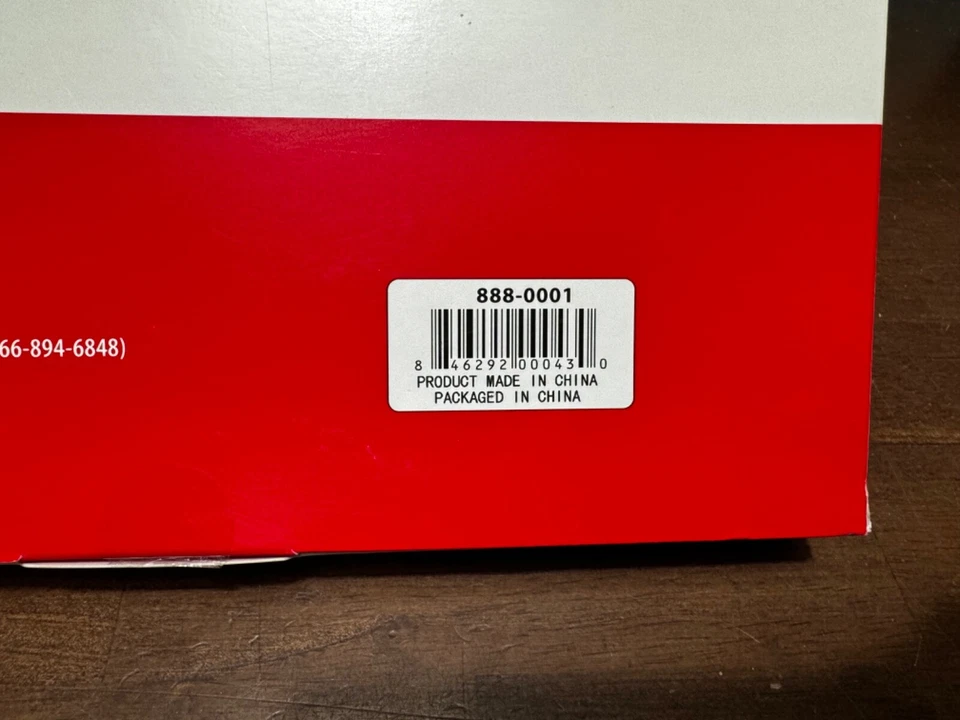 888-0001
66-894-6848)
8 46292 00043 0
PRODUCT MADE IN CHINA
PACKAGED IN CHINA